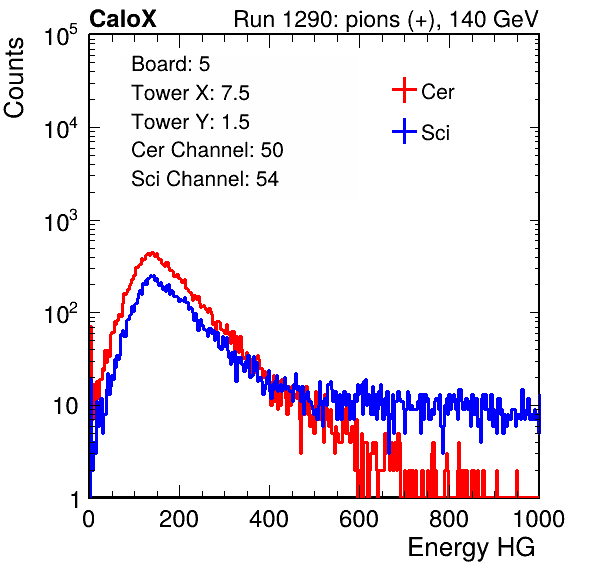 CaloX Run 1290: pions (+), 140 GeV
Counts
Board: 5
Tower X: 7.5
Tower Y: 1.5
Cer Channel: 50
Sci Channel: 54
Cer
Sci
10^5
10^4
10^3
10^2
10
1
0 200 400 600 800 1000
Energy HG